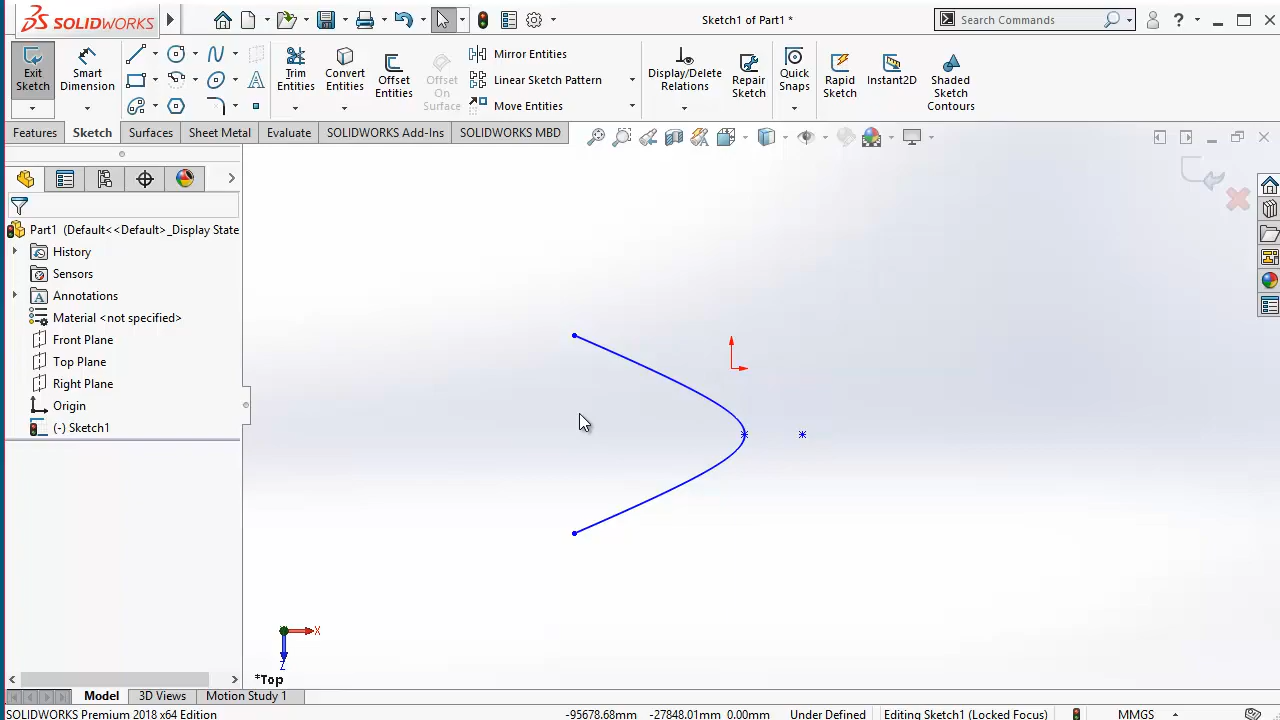 SOLIDWORKS
Sketch1 of Part1 *
Search Commands
Exit Sketch
Smart Dimension
Trim Entities
Convert Entities
Offset Entities
Offset On Surface
Mirror Entities
Linear Sketch Pattern
Move Entities
Display/Delete Relations
Repair Sketch
Quick Snaps
Rapid Sketch
Instant2D
Shaded Sketch Contours
Features
Sketch
Surfaces
Sheet Metal
Evaluate
SOLIDWORKS Add-Ins
SOLIDWORKS MBD
Part1 (Default<<Default>_Display State
History
Sensors
Annotations
Material <not specified>
Front Plane
Top Plane
Right Plane
Origin
(-) Sketch1
X
Z
*Top
Model
3D Views
Motion Study 1
SOLIDWORKS Premium 2018 x64 Edition
-95678.68mm
-27848.01mm
0.00mm
Under Defined
Editing Sketch1 (Locked Focus)
MMGS